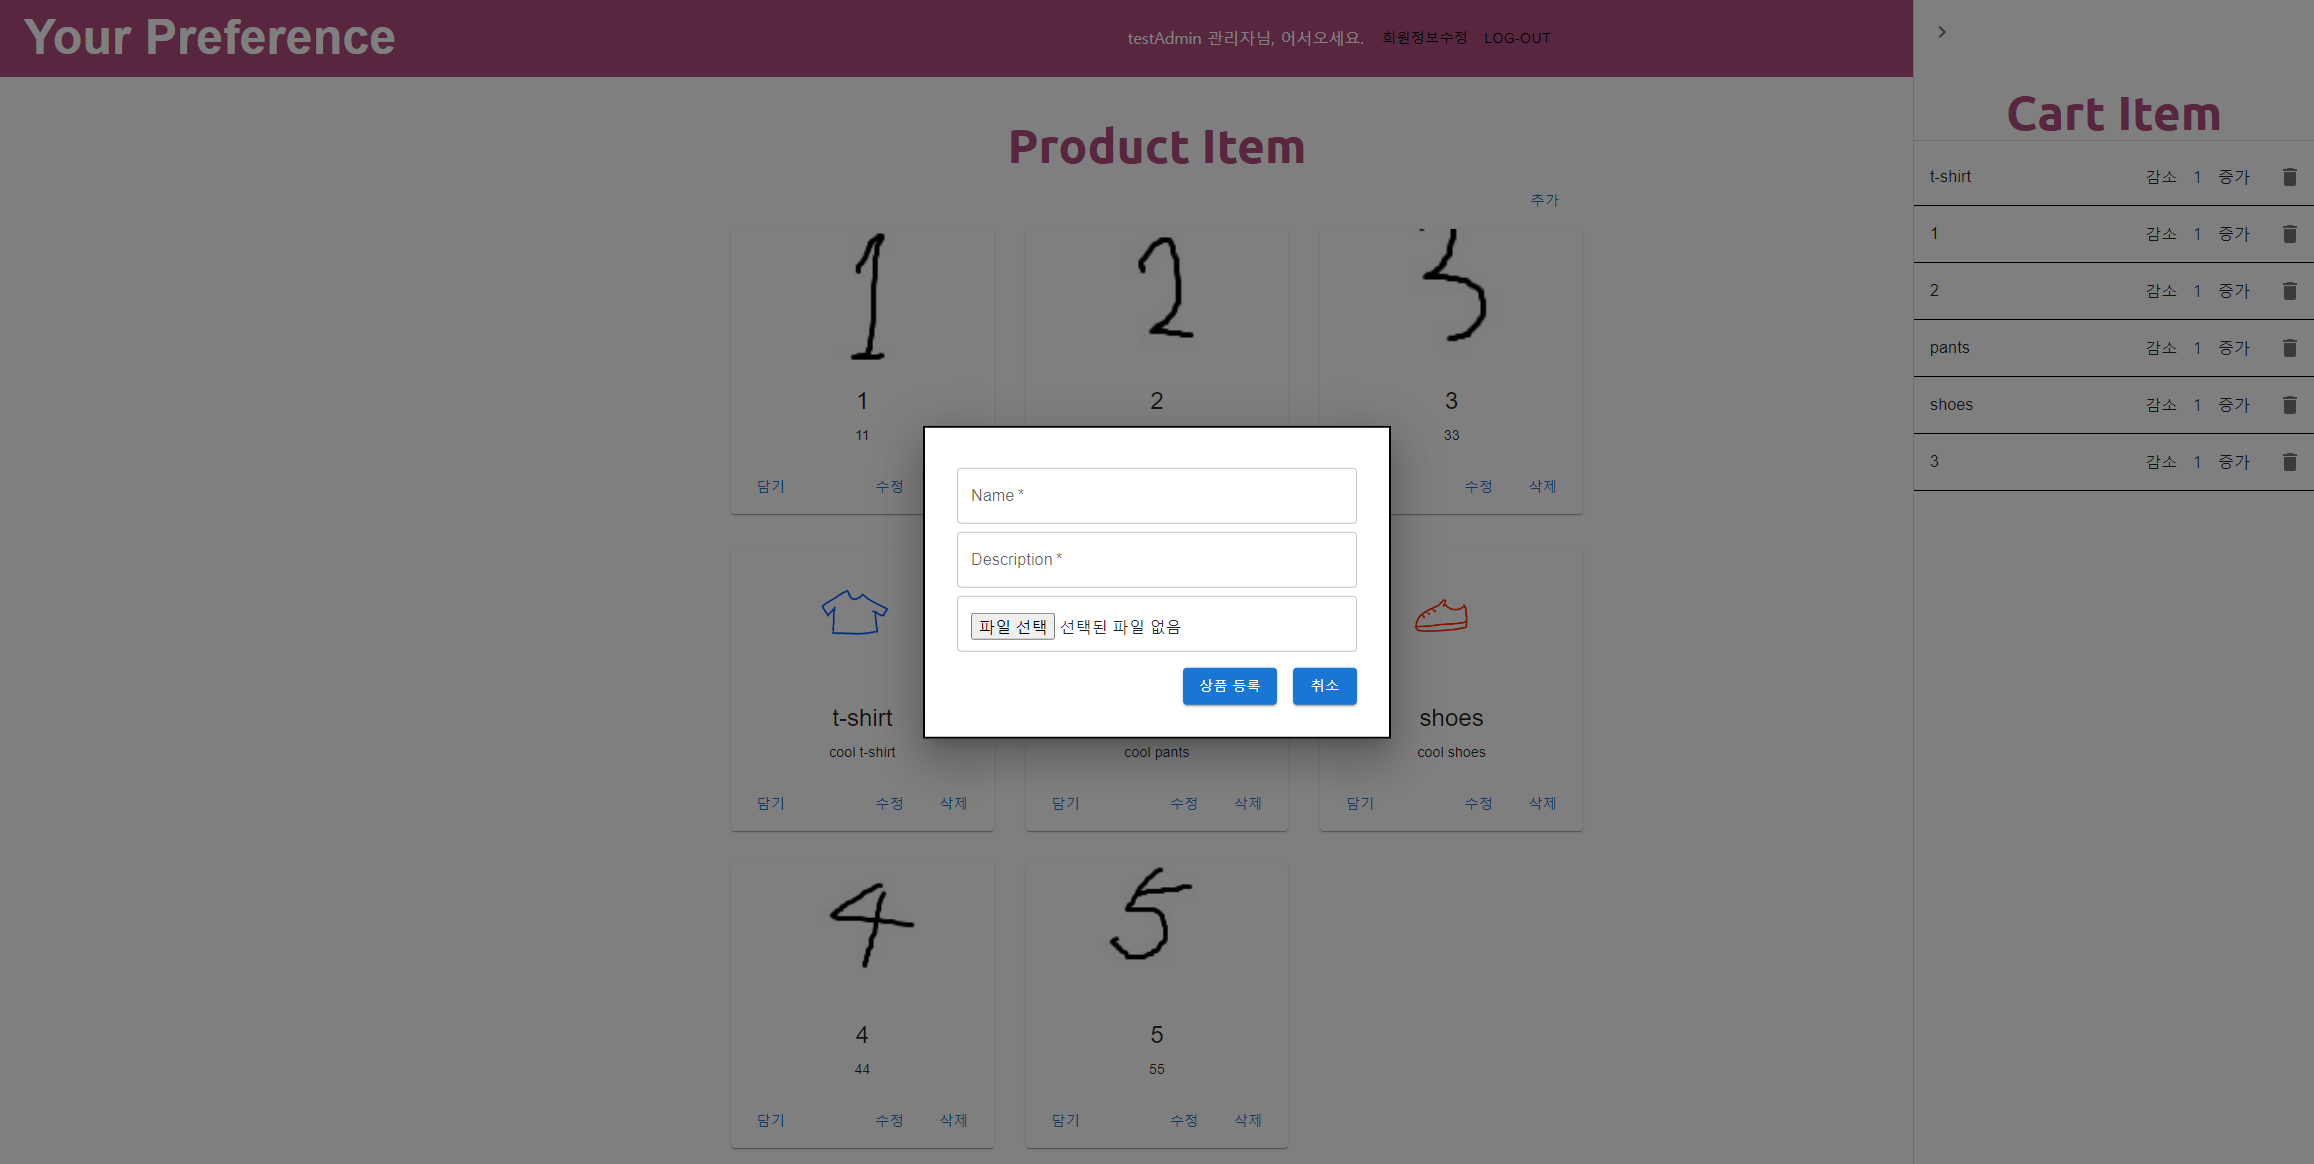 Your Preference
testAdmin 관리자님, 어서오세요. 회원정보수정 LOG-OUT
Product Item
추가
1 2 3
1 2 3
11 33
담기 수정 수정 삭제
Name *
Description *
파일 선택 선택된 파일 없음
상품 등록 취소
t-shirt shoes
cool t-shirt cool pants cool shoes
담기 수정 삭제 담기 수정 삭제 담기 수정 삭제
4 5
4 5
44 55
담기 수정 삭제 담기 수정 삭제
Cart Item
t-shirt 감소 1 증가
1 감소 1 증가
2 감소 1 증가
pants 감소 1 증가
shoes 감소 1 증가
3 감소 1 증가